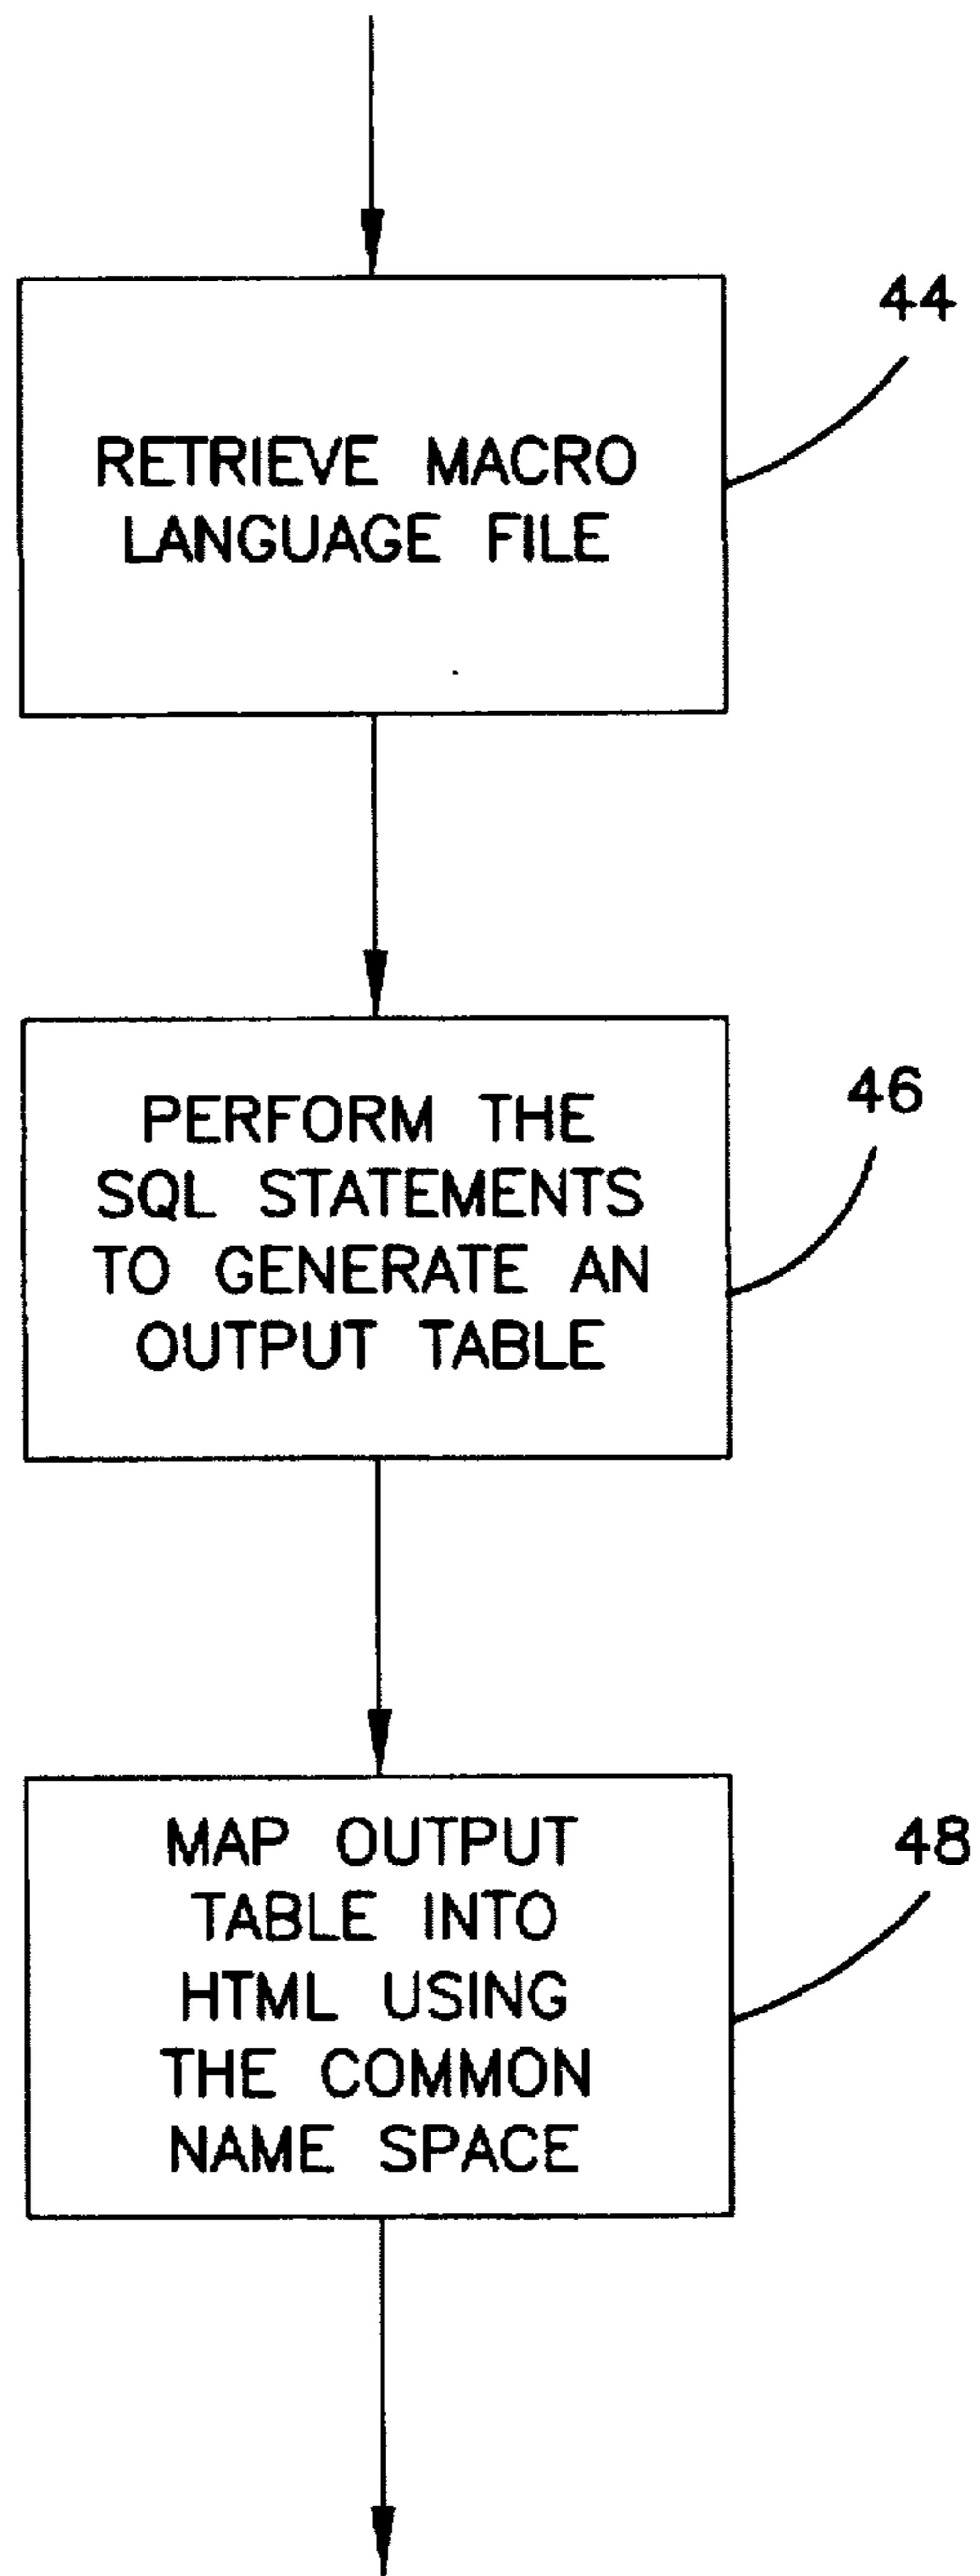 44
RETRIEVE MACRO
LANGUAGE FILE
46
PERFORM THE
SQL STATEMENTS
TO GENERATE AN
OUTPUT TABLE
48
MAP OUTPUT
TABLE INTO
HTML USING
THE COMMON
NAME SPACE